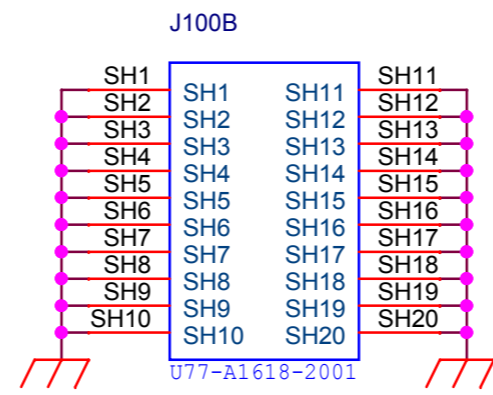 J100B
SH1 SH1 SH11 SH11
SH2 SH2 SH12 SH12
SH3 SH3 SH13 SH13
SH4 SH4 SH14 SH14
SH5 SH5 SH15 SH15
SH6 SH6 SH16 SH16
SH7 SH7 SH17 SH17
SH8 SH8 SH18 SH18
SH9 SH9 SH19 SH19
SH10 SH10 SH20 SH20
U77-A1618-2001